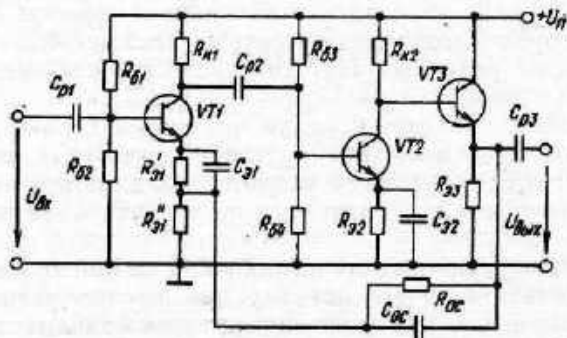 +Uп
Rк1
Rб3
Rк2
Cр1
Rб1
Cр2
VT3
VT1
Cр3
Rб2
R'э1
Cэ1
VT2
Uвх
R"э1
Rб4
Rэ2
Cэ2
Rэ3
Uвых
Rос
Cос